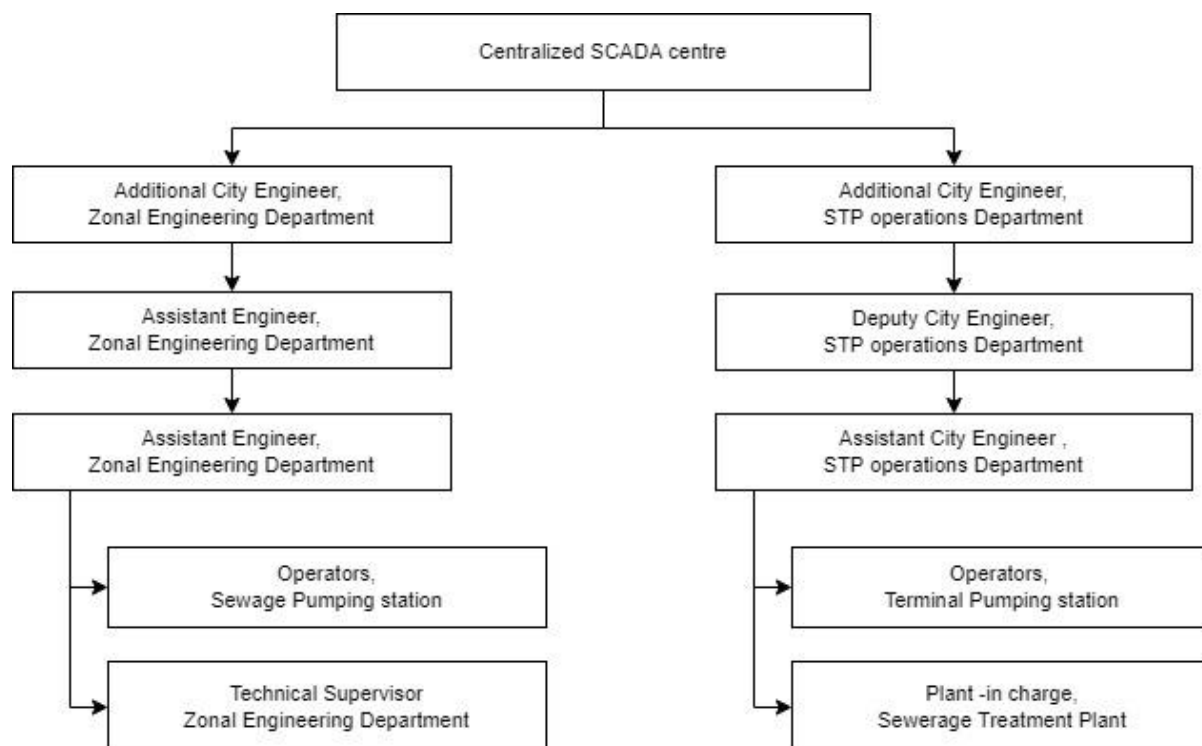 Centralized SCADA centre
Additional City Engineer,
Zonal Engineering Department
Additional City Engineer,
STP operations Department
Assistant Engineer,
Zonal Engineering Department
Deputy City Engineer,
STP operations Department
Assistant Engineer,
Zonal Engineering Department
Assistant City Engineer ,
STP operations Department
Operators,
Sewage Pumping station
Operators,
Terminal Pumping station
Technical Supervisor
Zonal Engineering Department
Plant -in charge,
Sewerage Treatment Plant